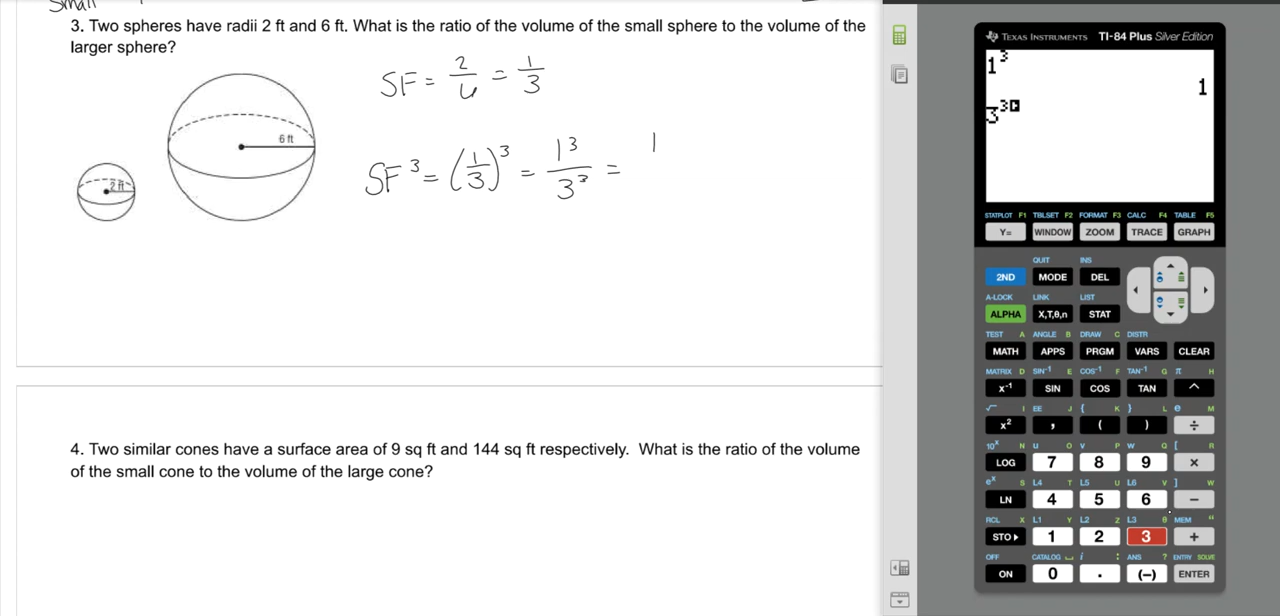 Small
3. Two spheres have radii 2 ft and 6 ft. What is the ratio of the volume of the small sphere to the volume of the
larger sphere?
SF = 2/6 = 1/3
6 ft
2 ft
SF³ = (1/3)³ = 1³/3³ = 1
4. Two similar cones have a surface area of 9 sq ft and 144 sq ft respectively. What is the ratio of the volume
of the small cone to the volume of the large cone?
TEXAS INSTRUMENTS TI-84 Plus Silver Edition
1³
1
3³
STATPLOT F1 TBLSET F2 FORMAT F3 CALC F4 TABLE F5
Y= WINDOW ZOOM TRACE GRAPH
QUIT INS
2ND MODE DEL
A-LOCK LINK LIST
ALPHA X,T,θ,n STAT
TEST A ANGLE B DRAW C DISTR
MATH APPS PRGM VARS CLEAR
MATRIX D SIN⁻¹ E COS⁻¹ F TAN⁻¹ G π H
x⁻¹ SIN COS TAN ^
√ I EE J { K } L e M
x² , ( ) ÷
10ˣ N u O v P w Q [ R
LOG 7 8 9 ×
eˣ S L4 T L5 U L6 V ] W
LN 4 5 6 −
RCL X L1 Y L2 Z L3 θ MEM "
STO▸ 1 2 3 +
OFF CATALOG ⎵ i : ANS ? ENTRY SOLVE
ON 0 . (−) ENTER